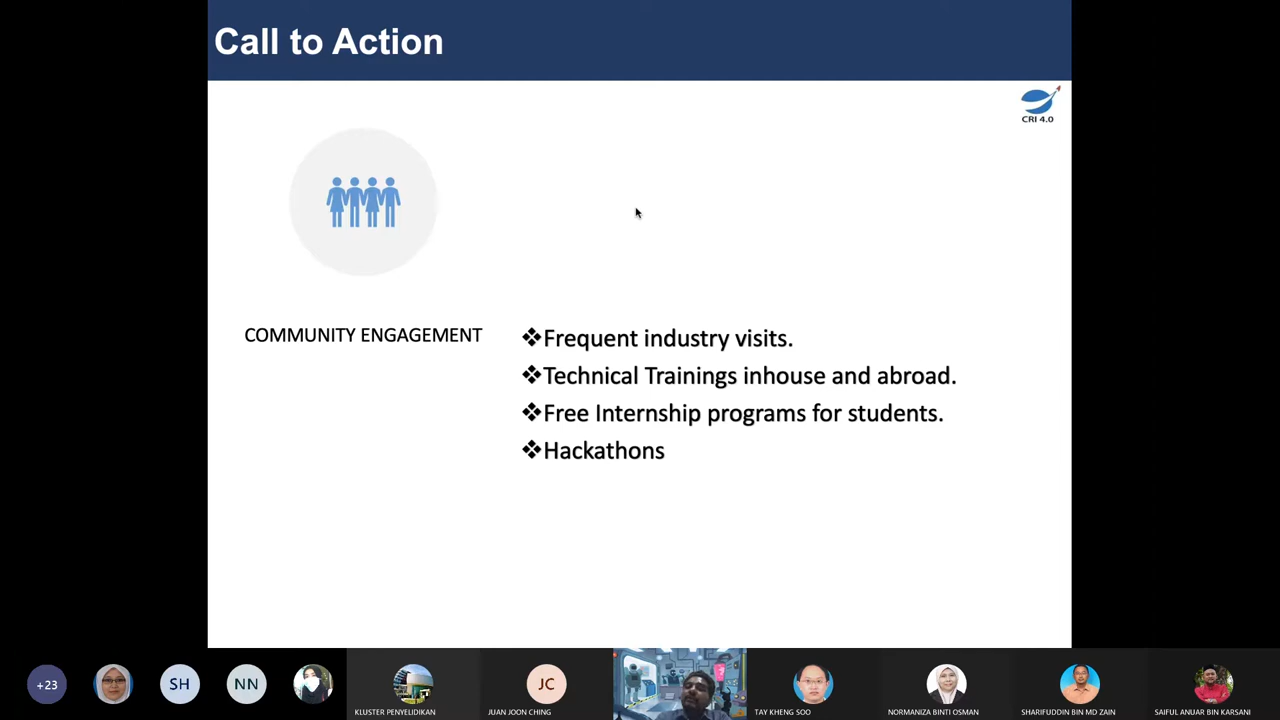 Call to Action
CRI 4.0
COMMUNITY ENGAGEMENT
❖Frequent industry visits.
❖Technical Trainings inhouse and abroad.
❖Free Internship programs for students.
❖Hackathons
+23
SH
NN
KLUSTER PENYELIDIKAN
JC
JUAN JOON CHING
TAY KHENG SOO
NORMANIZA BINTI OSMAN
SHARIFUDDIN BIN MD ZAIN
SAIFUL ANUAR BIN KARSANI